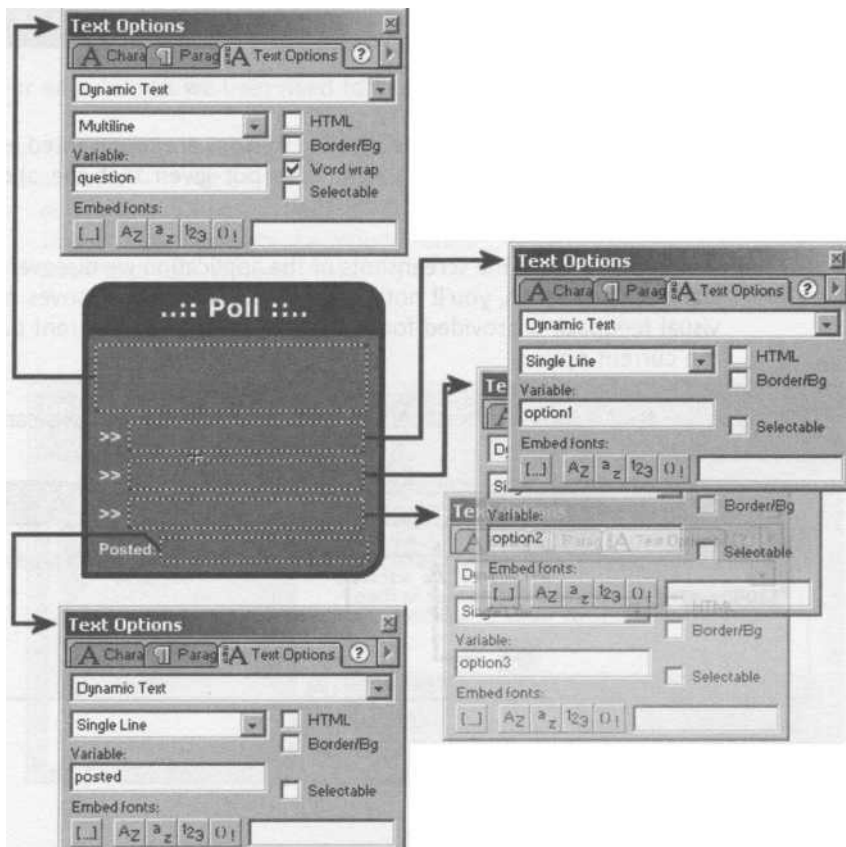 Text Options
Chara Parag Text Options ?
Dynamic Text
Multiline
HTML
Border/Bg
Variable:
Word wrap
question
Selectable
Embed fonts:
[...] AZ az 123 ()!
..:: Poll ::..
>>
>>
>>
Posted:
Text Options
Chara Parag Text Options ?
Dynamic Text
Single Line
HTML
Border/Bg
Variable:
option1
Selectable
Embed fonts:
[...] AZ az 123 ()!
Border/Bg
Variable:
option2
Selectable
Embed fonts:
[...] AZ az 123 ()!
HTML
Border/Bg
Variable:
option3
Selectable
Embed fonts:
[...] AZ az 123 ()!
Text Options
Chara Parag Text Options ?
Dynamic Text
Single Line
HTML
Border/Bg
Variable:
posted
Selectable
Embed fonts:
[...] AZ az 123 ()!